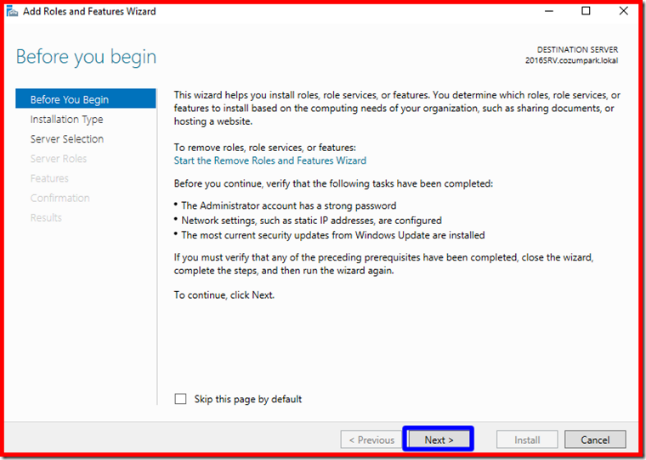 Add Roles and Features Wizard
Before you begin
DESTINATION SERVER
2016SRV.cozumpark.lokal
Before You Begin
Installation Type
Server Selection
Server Roles
Features
Confirmation
Results
This wizard helps you install roles, role services, or features. You determine which roles, role services, or
features to install based on the computing needs of your organization, such as sharing documents, or
hosting a website.
To remove roles, role services, or features:
Start the Remove Roles and Features Wizard
Before you continue, verify that the following tasks have been completed:
• The Administrator account has a strong password
• Network settings, such as static IP addresses, are configured
• The most current security updates from Windows Update are installed
If you must verify that any of the preceding prerequisites have been completed, close the wizard,
complete the steps, and then run the wizard again.
To continue, click Next.
Skip this page by default
< Previous
Next >
Install
Cancel